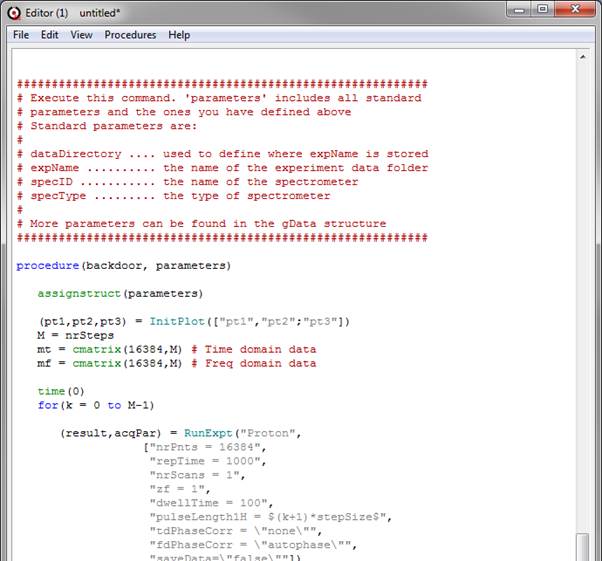 Editor (1) untitled*
File Edit View Procedures Help
###########################################################
# Execute this command. 'parameters' includes all standard
# parameters and the ones you have defined above
# Standard parameters are:
#
# dataDirectory .... used to define where expName is stored
# expName .......... the name of the experiment data folder
# specID ........... the name of the spectrometer
# specType ......... the type of spectrometer
#
# More parameters can be found in the gData structure
###########################################################
procedure(backdoor, parameters)
assignstruct(parameters)
(pt1,pt2,pt3) = InitPlot(["pt1","pt2";"pt3"])
M = nrSteps
mt = cmatrix(16384,M) # Time domain data
mf = cmatrix(16384,M) # Freq domain data
time(0)
for(k = 0 to M-1)
(result,acqPar) = RunExpt("Proton",
["nrPnts = 16384",
"repTime = 1000",
"nrScans = 1",
"zf = 1",
"dwellTime = 100",
"pulseLength1H = $(k+1)*stepSize$",
"tdPhaseCorr = \"none\"",
"fdPhaseCorr = \"autophase\"",
"saveData=\"false\""])